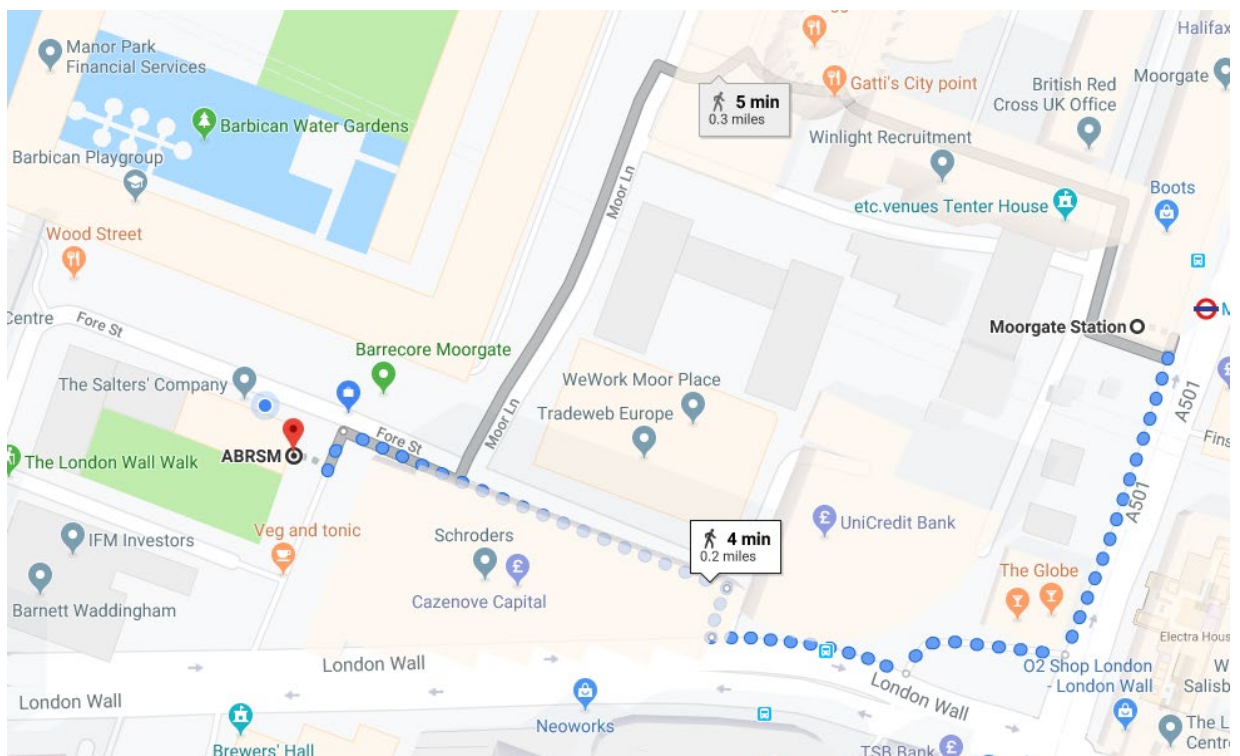 Manor Park
Financial Services
Barbican Water Gardens
Barbican Playgroup
Wood Street
Gatti's City point
5 min
0.3 miles
Halifax
Moorgate
British Red
Cross UK Office
Winlight Recruitment
etc.venues Tenter House
Boots
Moor Ln
Moorgate Station
M
Centre
Fore St
Barrecore Moorgate
The Salters' Company
WeWork Moor Place
Tradeweb Europe
Moor Ln
Fore St
A501
Fins
ABRSM
The London Wall Walk
Veg and tonic
IFM Investors
Barnett Waddingham
Schroders
Cazenove Capital
4 min
0.2 miles
UniCredit Bank
A501
The Globe
Electra Hous
London Wall
London Wall
London Wall
O2 Shop London
- London Wall
W
Salisb
Neoworks
Brewers' Hall
TSB Bank
The L
Centr